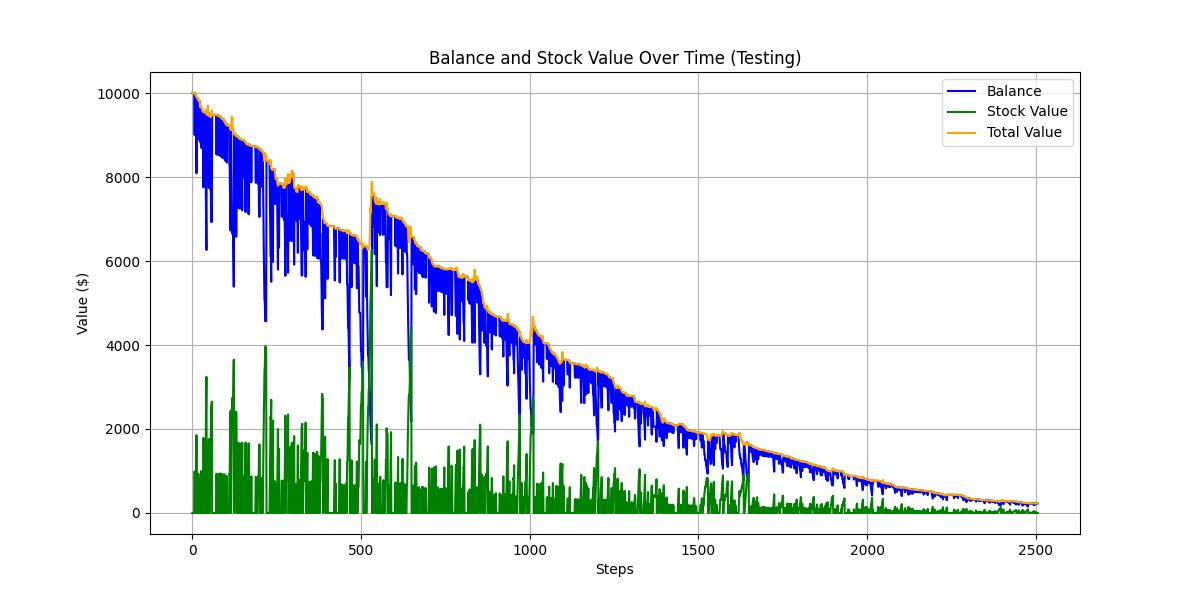 Balance and Stock Value Over Time (Testing)
Balance
Stock Value
Total Value
Value ($)
10000
8000
6000
4000
2000
0
0 500 1000 1500 2000 2500
Steps